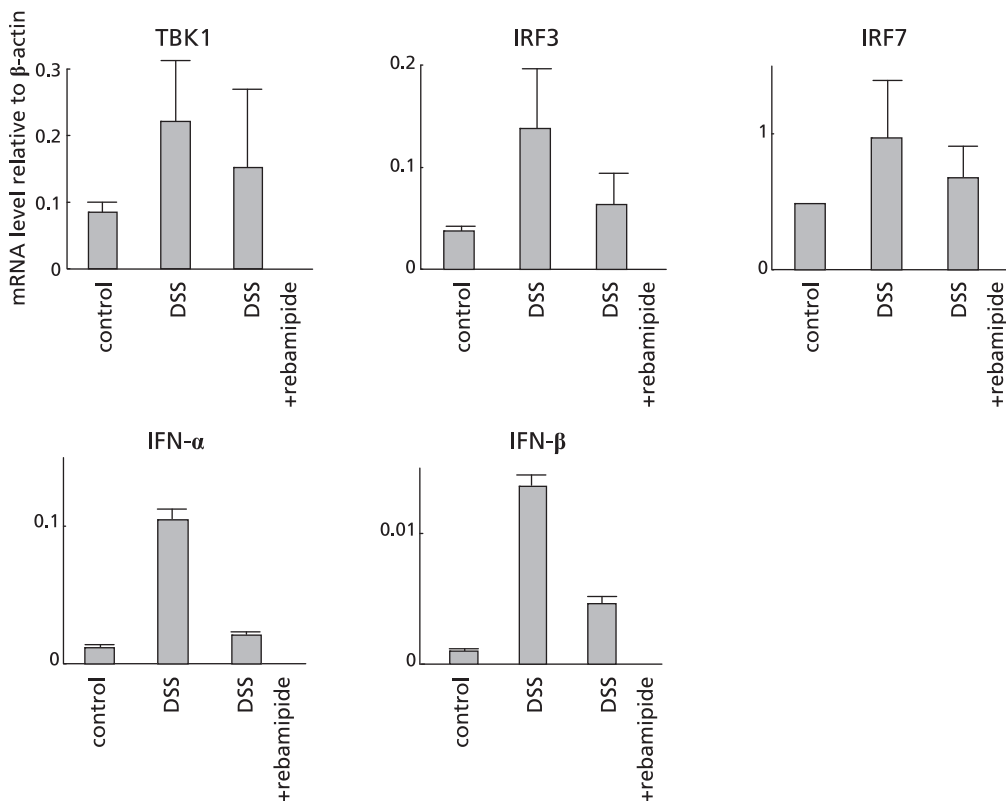 TBK1
mRNA level relative to β-actin
0.3
0.2
0.1
0
control
DSS
DSS
+rebamipide
IRF3
0.2
0.1
0
control
DSS
DSS
+rebamipide
IRF7
1
0
control
DSS
DSS
+rebamipide
IFN-α
0.1
0
control
DSS
DSS
+rebamipide
IFN-β
0.01
0
control
DSS
DSS
+rebamipide